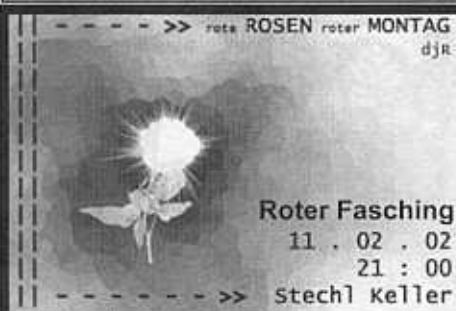 - - - - >> rote ROSEN roter MONTAG
djR
Roter Fasching
11 . 02 . 02
21 : 00
- - - - - - >> Stechl Keller